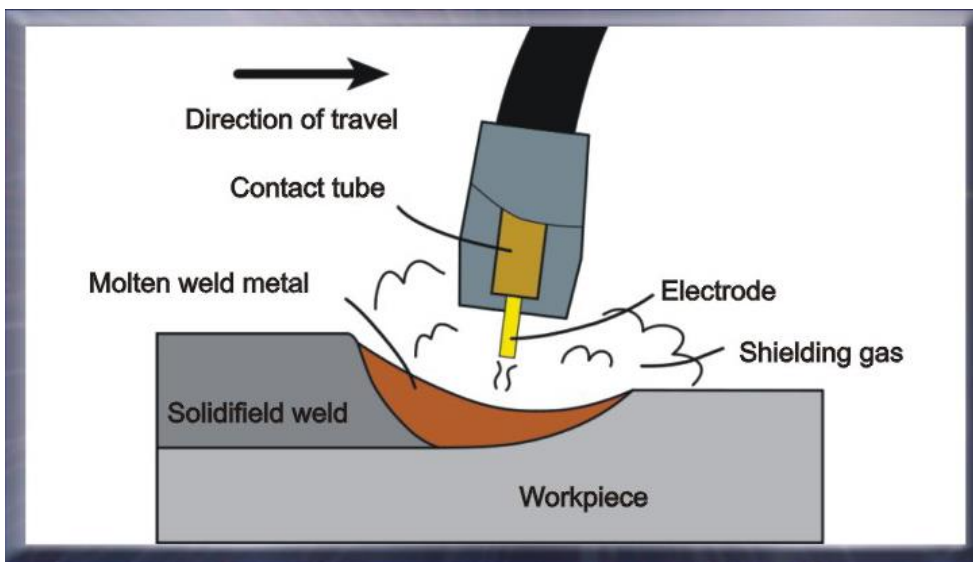 Direction of travel
Contact tube
Molten weld metal
Electrode
Shielding gas
Solidifield weld
Workpiece